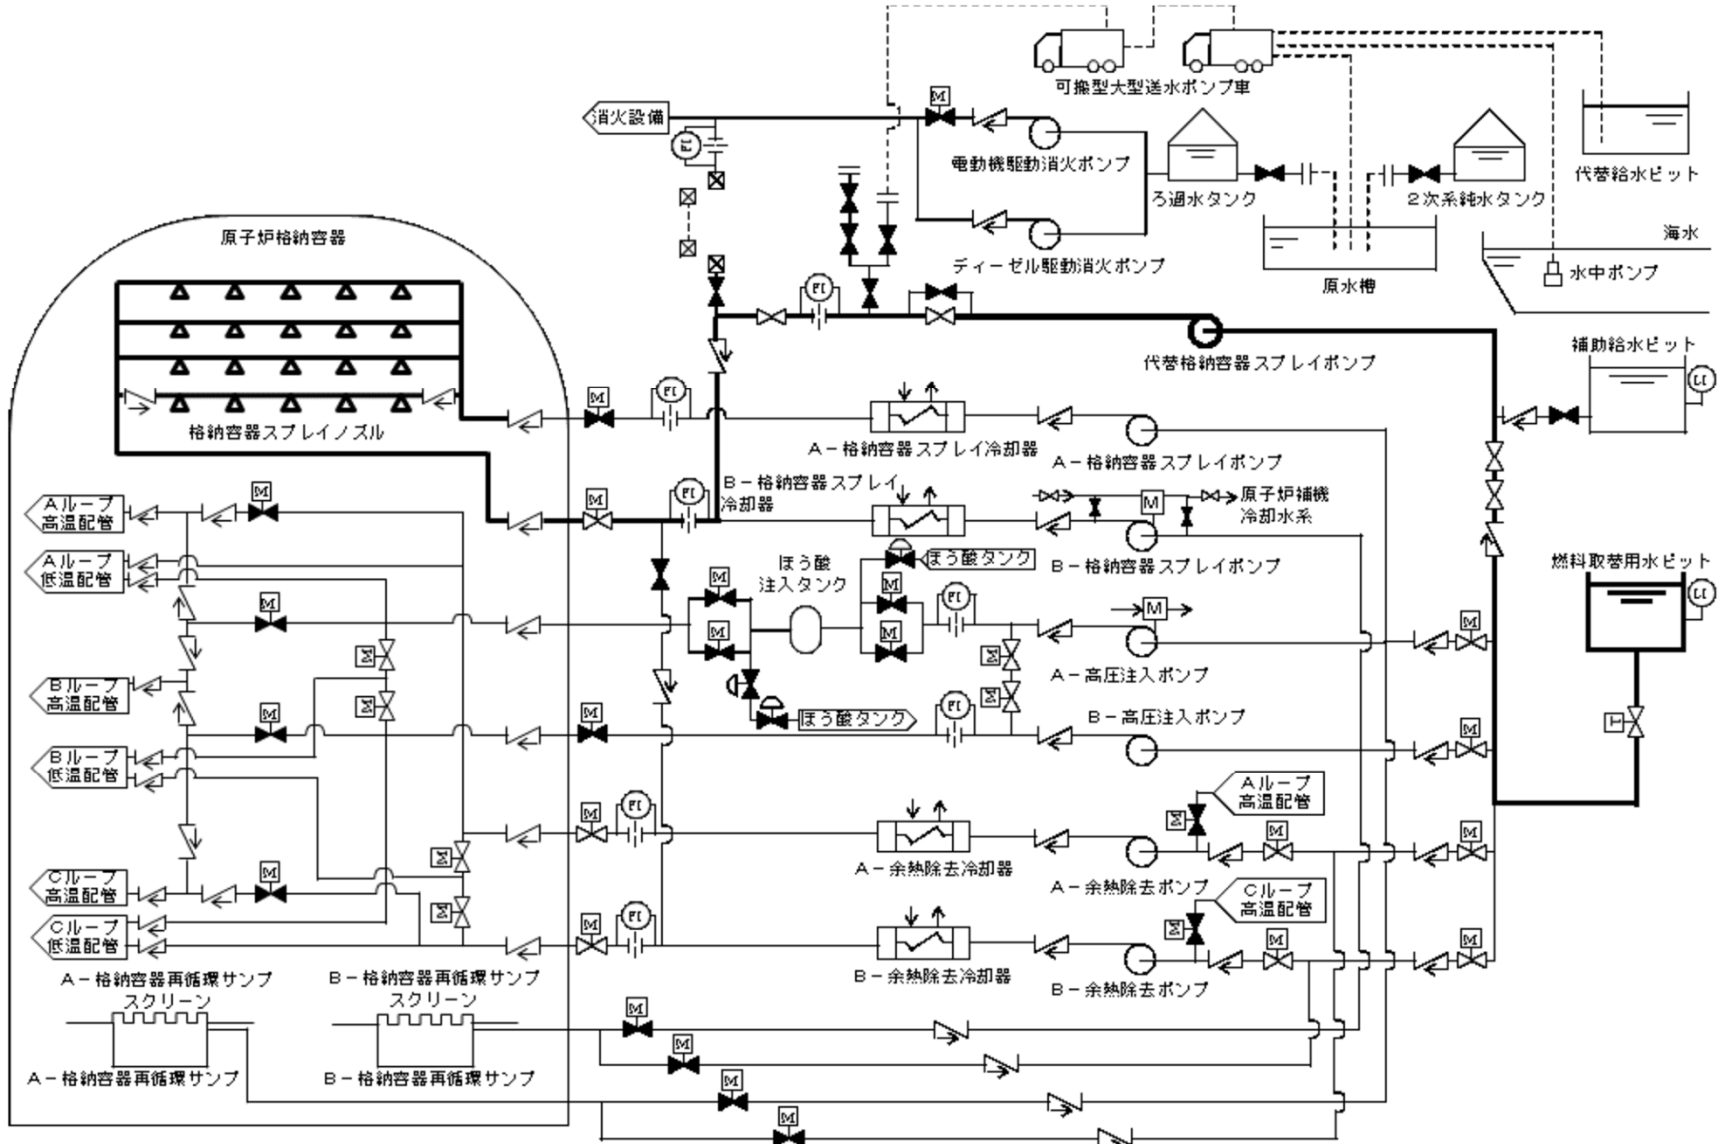 可搬型大型送水ポンプ車
消火設備
M
FI
電動機駆動消火ポンプ
ろ過水タンク
2次系純水タンク
代替給水ピット
海水
水中ポンプ
原水槽
ディーゼル駆動消火ポンプ
原子炉格納容器
FI
代替格納容器スプレイポンプ
補助給水ピット
LI
格納容器スプレイノズル
M
FI
A-格納容器スプレイ冷却器
A-格納容器スプレイポンプ
B-格納容器スプレイ
冷却器
M
FI
M
原子炉補機
冷却水系
B-格納容器スプレイポンプ
Aループ
高温配管
M
Aループ
低温配管
ほう酸
注入タンク
ほう酸タンク
燃料取替用水ピット
LI
M
M
M
M
M
FI
M
M
A-高圧注入ポンプ
M
M
M
M
ほう酸タンク
Bループ
高温配管
M
M
FI
B-高圧注入ポンプ
M
T
Bループ
低温配管
M
FI
A-余熱除去冷却器
A-余熱除去ポンプ
Aループ
高温配管
M
M
M
M
M
Cループ
高温配管
M
Cループ
低温配管
M
FI
B-余熱除去冷却器
B-余熱除去ポンプ
Cループ
高温配管
M
M
M
A-格納容器再循環サンプ
スクリーン
A-格納容器再循環サンプ
B-格納容器再循環サンプ
スクリーン
B-格納容器再循環サンプ
M
M
M
M